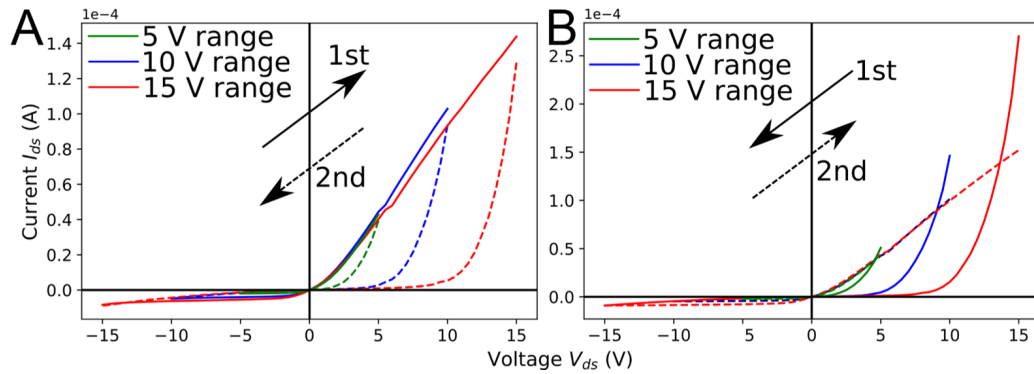 A
1e−4
5 V range
10 V range
15 V range
1st
2nd
1.4
1.2
1.0
0.8
0.6
0.4
0.2
0.0
Current I_ds (A)
−15
−10
−5
0
5
10
15
B
1e−4
5 V range
10 V range
15 V range
1st
2nd
2.5
2.0
1.5
1.0
0.5
0.0
−15
−10
−5
0
5
10
15
Voltage V_ds (V)